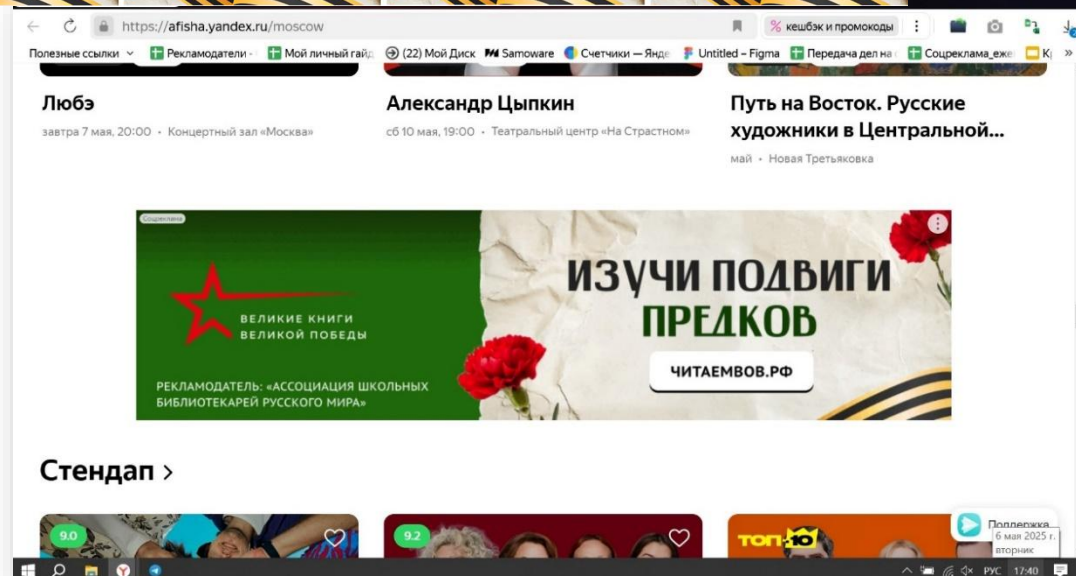 https://afisha.yandex.ru/moscow
% кешбэк и промокоды
Полезные ссылки
Рекламодатели -
Мой личный гайд
(22) Мой Диск
Samoware
Счетчики — Янде
Untitled – Figma
Передача дел на
Соцреклама_еже
Любэ
завтра 7 мая, 20:00 • Концертный зал «Москва»
Александр Цыпкин
сб 10 мая, 19:00 • Театральный центр «На Страстном»
Путь на Восток. Русские
художники в Центральной...
май • Новая Третьяковка
Соцреклама
ВЕЛИКИЕ КНИГИ
ВЕЛИКОЙ ПОБЕДЫ
РЕКЛАМОДАТЕЛЬ: «АССОЦИАЦИЯ ШКОЛЬНЫХ
БИБЛИОТЕКАРЕЙ РУССКОГО МИРА»
ИЗУЧИ ПОДВИГИ
ПРЕДКОВ
ЧИТАЕМВОВ.РФ
Стендап >
9.0
9.2
ТОП-10
Поддержка
6 мая 2025 г.
вторник
РУС
17:40